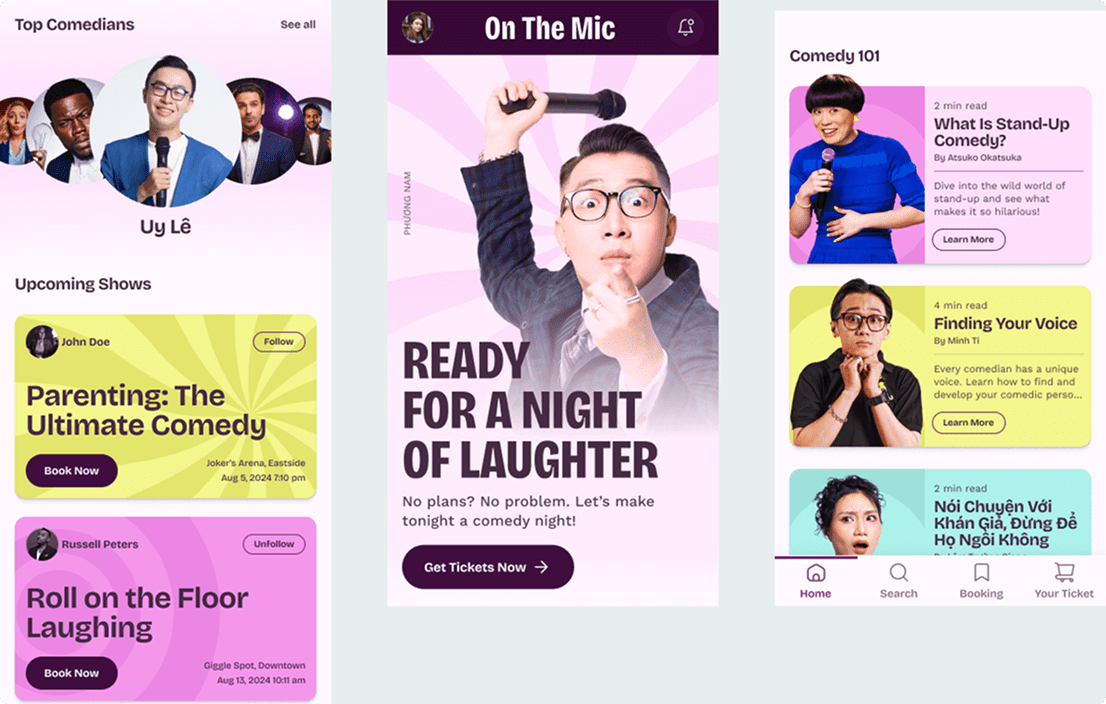 Top Comedians
See all
Uy Lê
Upcoming Shows
John Doe
Follow
Parenting: The
Ultimate Comedy
Book Now
Joker's Arena, Eastside
Aug 5, 2024 7:10 pm
Russell Peters
Unfollow
Roll on the Floor
Laughing
Book Now
Giggle Spot, Downtown
Aug 13, 2024 10:11 am
On The Mic
PHƯƠNG NAM
READY
FOR A NIGHT
OF LAUGHTER
No plans? No problem. Let's make
tonight a comedy night!
Get Tickets Now
Comedy 101
2 min read
What Is Stand-Up
Comedy?
By Atsuko Okatsuka
Dive into the wild world of
stand-up and see what
makes it so hilarious!
Learn More
4 min read
Finding Your Voice
By Minh Ti
Every comedian has a unique
voice. Learn how to find and
develop your comedic perso...
Learn More
2 min read
Nói Chuyện Với
Khán Giả, Đừng Để
Họ Ngồi Không
Home
Search
Booking
Your Ticket